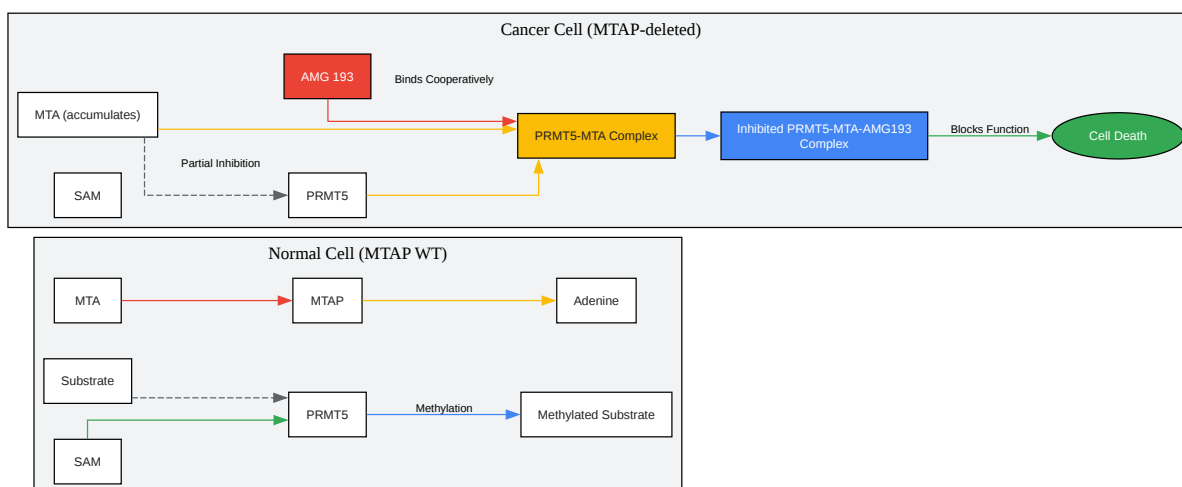 Cancer Cell (MTAP-deleted)
AMG 193
Binds Cooperatively
MTA (accumulates)
PRMT5-MTA Complex
Inhibited PRMT5-MTA-AMG193
Complex
Blocks Function
Cell Death
Partial Inhibition
SAM
PRMT5
Normal Cell (MTAP WT)
MTA
MTAP
Adenine
Substrate
PRMT5
Methylation
Methylated Substrate
SAM